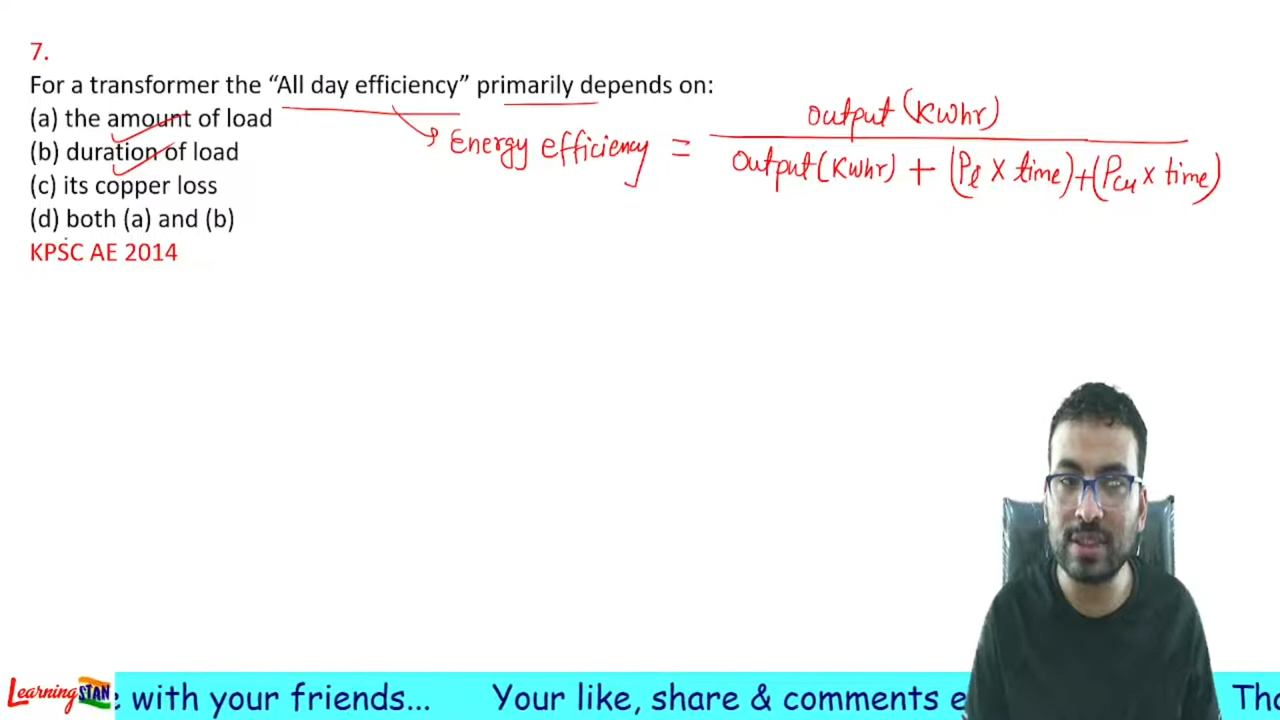 7.
For a transformer the “All day efficiency” primarily depends on:
(a) the amount of load
(b) duration of load
(c) its copper loss
(d) both (a) and (b)
KPSC AE 2014
Energy efficiency = output (Kwhr)
output (Kwhr) + (Pl × time) + (Pcu × time)
LearningSTAN
with your friends... Your like, share & comments